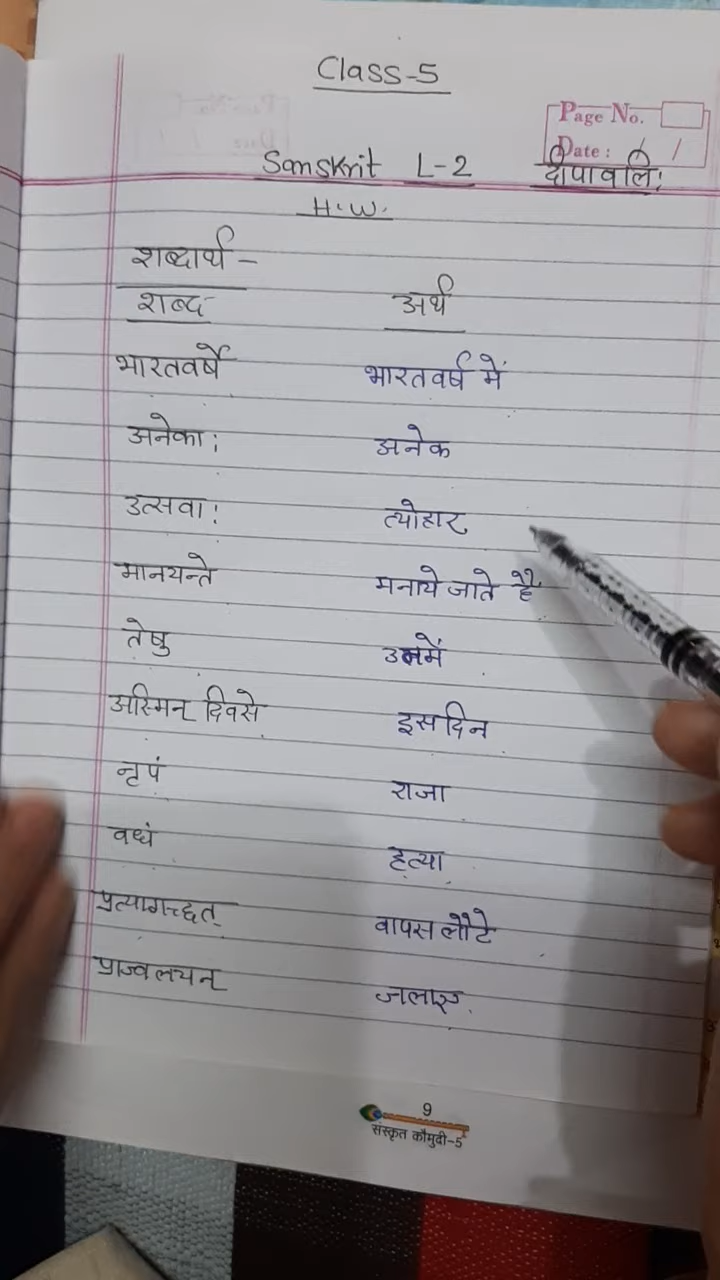 Class-5
Page No.
Date: / /
Sanskrit L-2 दीपावलि:
H.W.
शब्दार्थ -
शब्द- अर्थ
भारतवर्षे भारतवर्ष में
अनेका: अनेक
उत्सवा: त्योहार
मानयन्ते मनाये जाते है
तेषु उनमें
अस्मिन् दिवसे इस दिन
नृपं राजा
वधं हत्या
प्रत्यागच्छत् वापस लौटे
प्राज्वलयन् जलाए
9
संस्कृत कौमुदी-5